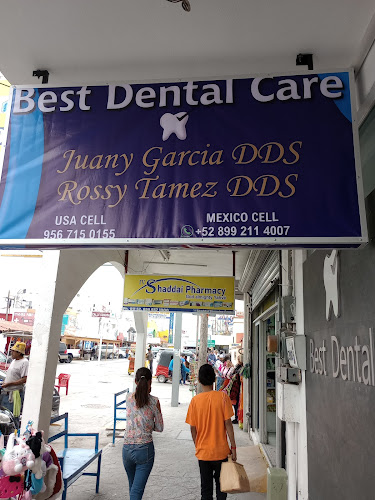 Best Dental Care
Juany Garcia DDS
Rossy Tamez DDS
USA CELL
956 715 0155
MEXICO CELL
+52 899 211 4007
Shaddai Pharmacy
Best Dental